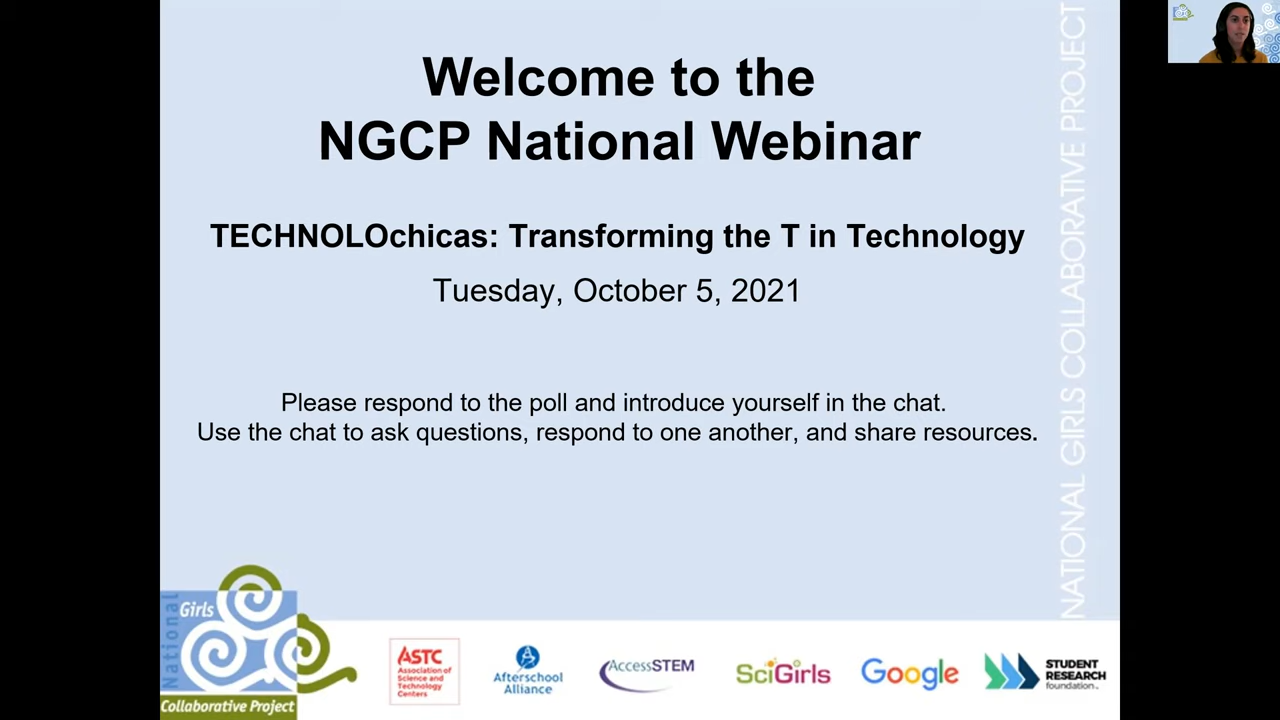 Welcome to the
NGCP National Webinar
TECHNOLOchicas: Transforming the T in Technology
Tuesday, October 5, 2021
Please respond to the poll and introduce yourself in the chat.
Use the chat to ask questions, respond to one another, and share resources.
NATIONAL GIRLS COLLABORATIVE PROJECT
National
Girls
Collaborative Project
ASTC
Association of
Science and
Technology
Centers
Afterschool
Alliance
AccessSTEM
SciGirls
Google
STUDENT
RESEARCH
foundation